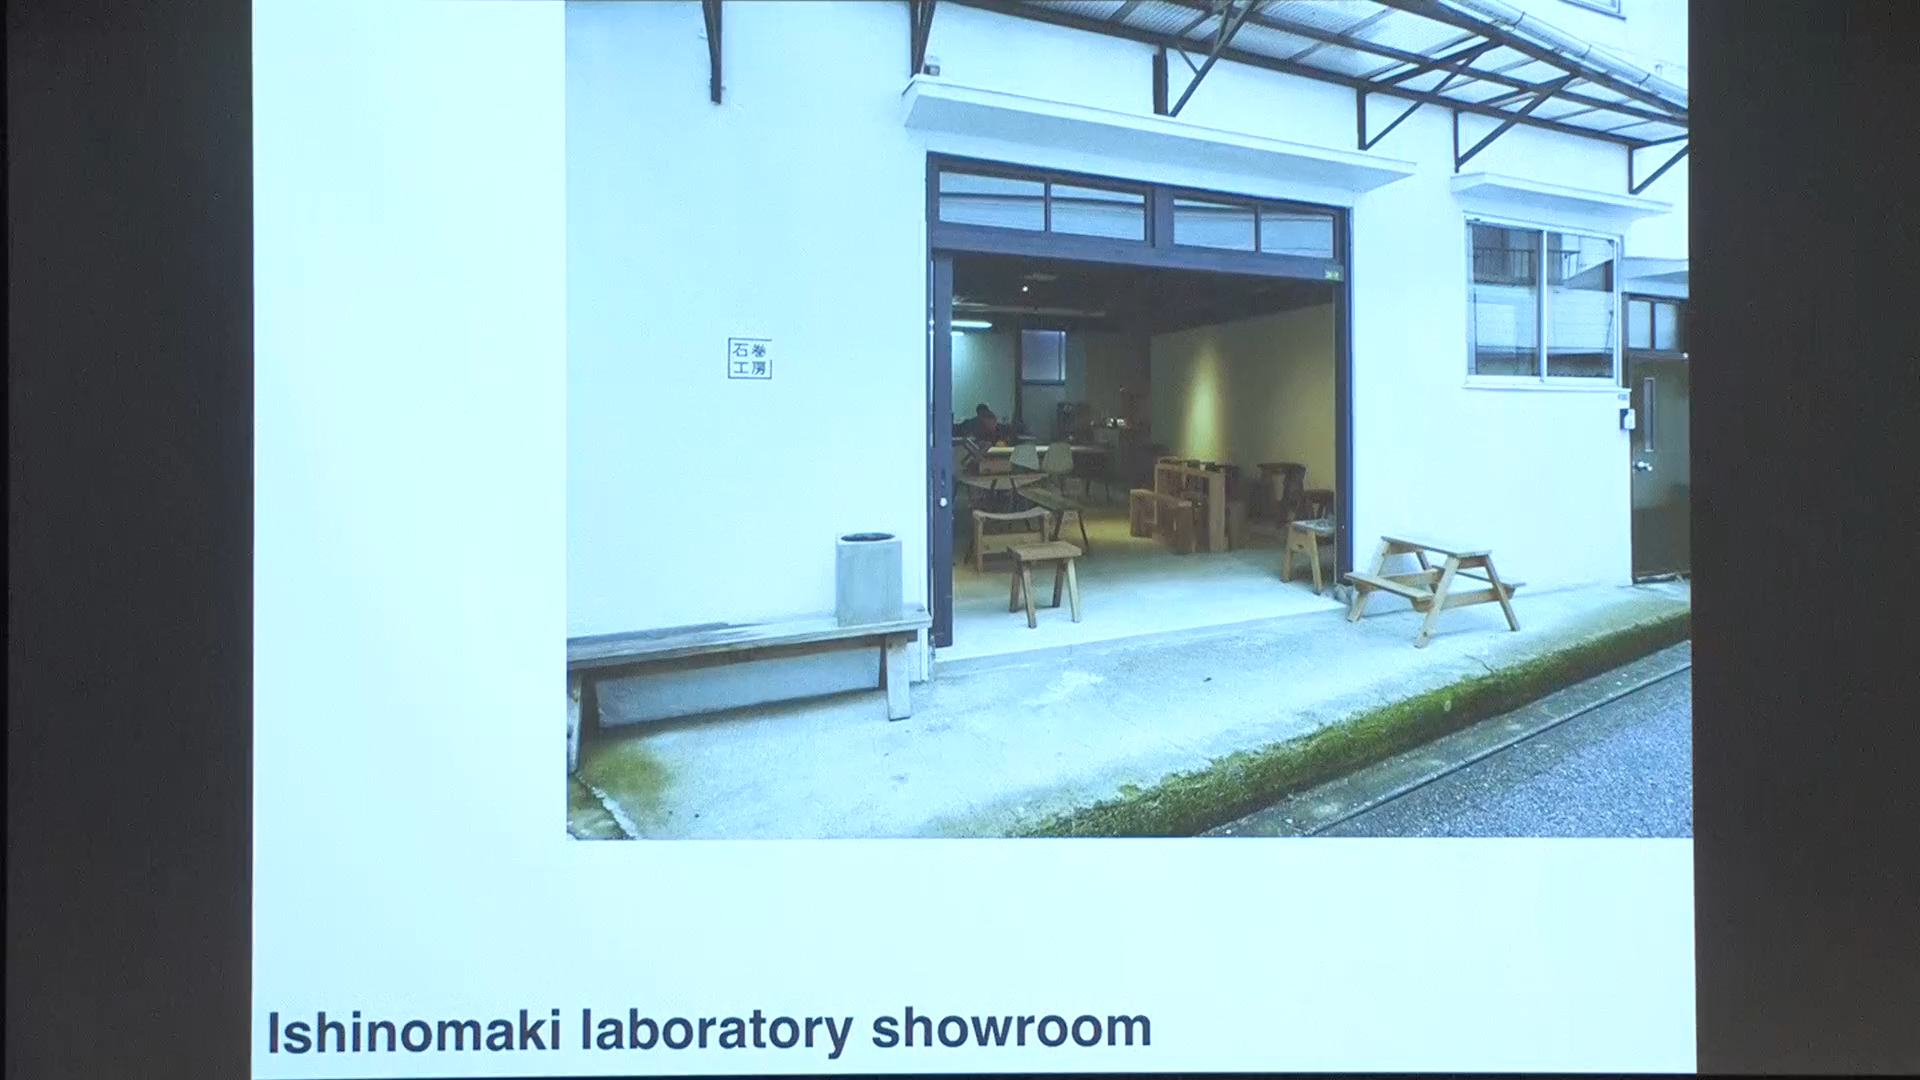 石巻
工房
Ishinomaki laboratory showroom